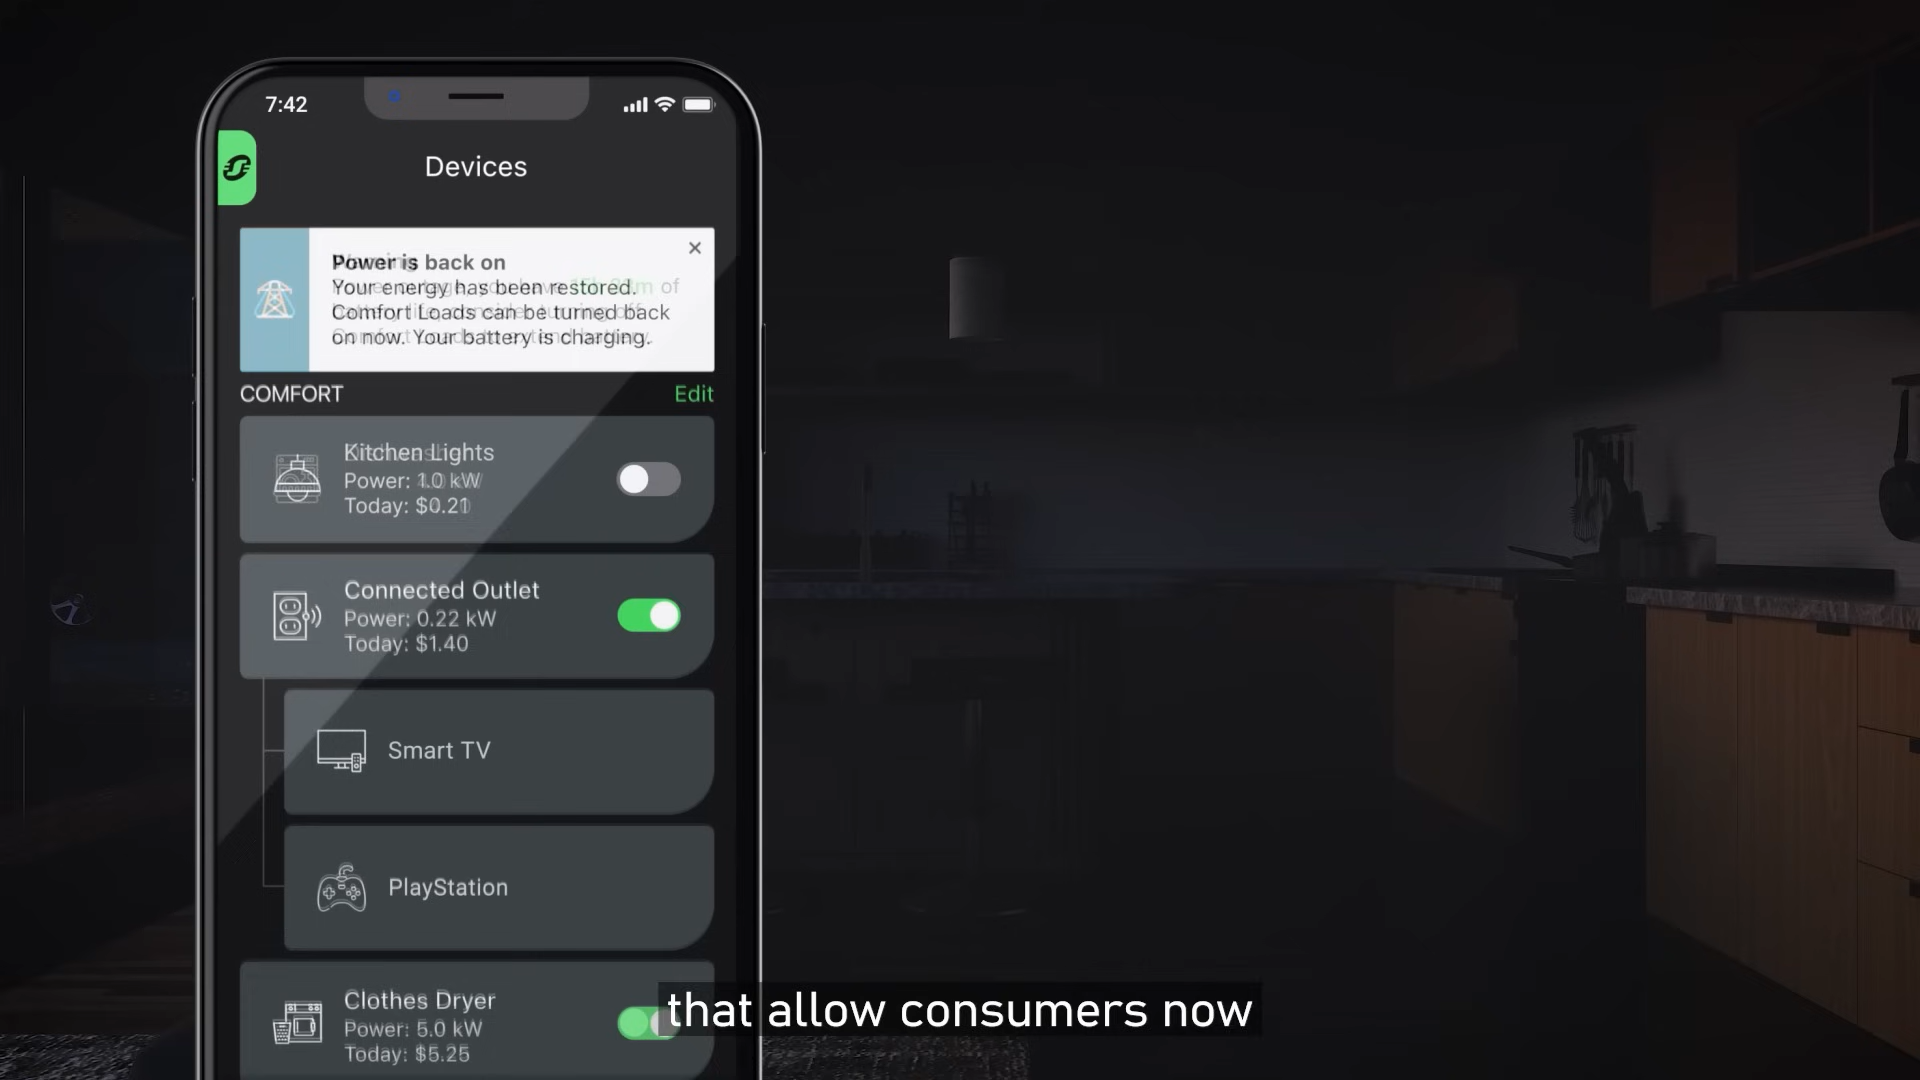 7:42
Devices
Power is back on
Your energy has been restored.
Comfort Loads can be turned back
on now. Your battery is charging.
COMFORT
Edit
Kitchen Lights
Power: 1.0 kW
Today: $0.21
Connected Outlet
Power: 0.22 kW
Today: $1.40
Smart TV
PlayStation
Clothes Dryer
Power: 5.0 kW
Today: $5.25
that allow consumers now